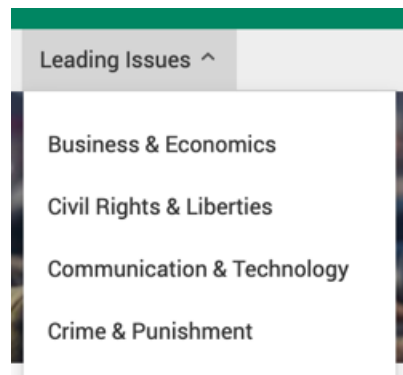 Leading Issues ^
Business & Economics
Civil Rights & Liberties
Communication & Technology
Crime & Punishment